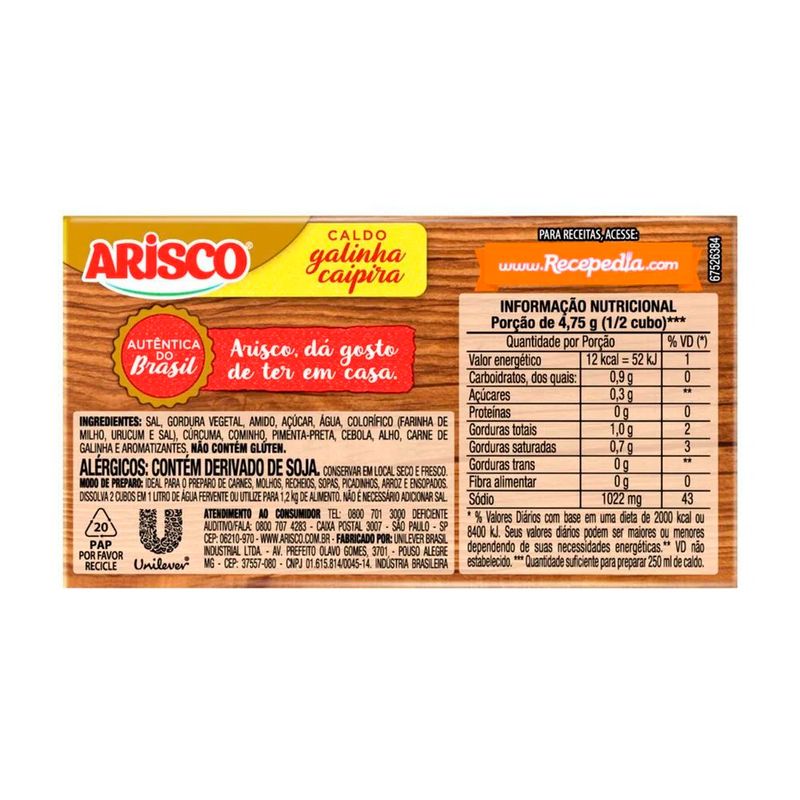 ARISCO®
CALDO
galinha
caipira
AUTÊNTICA
DO
Brasil
Arisco, dá gosto
de ter em casa.
INGREDIENTES: SAL, GORDURA VEGETAL, AMIDO, AÇÚCAR, ÁGUA, COLORÍFICO (FARINHA DE
MILHO, URUCUM E SAL), CÚRCUMA, COMINHO, PIMENTA-PRETA, CEBOLA, ALHO, CARNE DE
GALINHA E AROMATIZANTES. NÃO CONTÉM GLÚTEN.
ALÉRGICOS: CONTÉM DERIVADO DE SOJA. CONSERVAR EM LOCAL SECO E FRESCO.
MODO DE PREPARO: IDEAL PARA O PREPARO DE CARNES, MOLHOS, RECHEIOS, SOPAS, PICADINHOS, ARROZ E ENSOPADOS.
DISSOLVA 2 CUBOS EM 1 LITRO DE ÁGUA FERVENTE OU UTILIZE PARA 1,2 kg DE ALIMENTO. NÃO É NECESSÁRIO ADICIONAR SAL.
20
PAP
POR FAVOR
RECICLE
Unilever
ATENDIMENTO AO CONSUMIDOR TEL: 0800 701 3000 DEFICIENTE
AUDITIVO/FALA: 0800 707 4283 - CAIXA POSTAL 3007 - SÃO PAULO - SP
CEP: 06210-970 - WWW.ARISCO.COM.BR - FABRICADO POR: UNILEVER BRASIL
INDUSTRIAL LTDA. - AV. PREFEITO OLAVO GOMES, 3701, - POUSO ALEGRE
MG - CEP: 37557-080 - CNPJ 01.615.814/0045-14. INDÚSTRIA BRASILEIRA
PARA RECEITAS, ACESSE:
www.Recepedia.com
67526384
INFORMAÇÃO NUTRICIONAL
Porção de 4,75 g (1/2 cubo)***
Quantidade por Porção % VD (*)
Valor energético 12 kcal = 52 kJ 1
Carboidratos, dos quais: 0,9 g 0
Açúcares 0,3 g **
Proteínas 0 g 0
Gorduras totais 1,0 g 2
Gorduras saturadas 0,7 g 3
Gorduras trans 0 g **
Fibra alimentar 0 g 0
Sódio 1022 mg 43
* % Valores Diários com base em uma dieta de 2000 kcal ou
8400 kJ. Seus valores diários podem ser maiores ou menores
dependendo de suas necessidades energéticas.** VD não
estabelecido. *** Quantidade suficiente para preparar 250 ml de caldo.